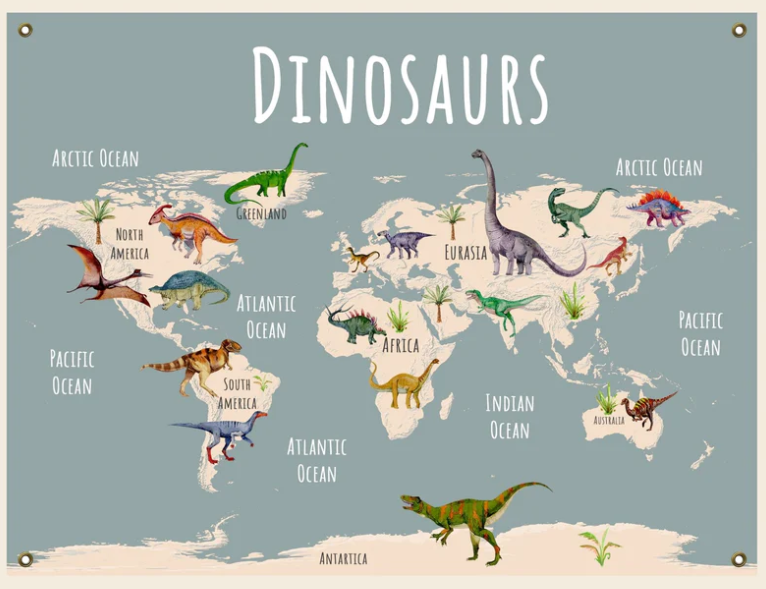 DINOSAURS
ARCTIC OCEAN
ARCTIC OCEAN
GREENLAND
NORTH
AMERICA
EURASIA
ATLANTIC
OCEAN
PACIFIC
OCEAN
AFRICA
PACIFIC
OCEAN
SOUTH
AMERICA
INDIAN
OCEAN
AUSTRALIA
ATLANTIC
OCEAN
ANTARTICA